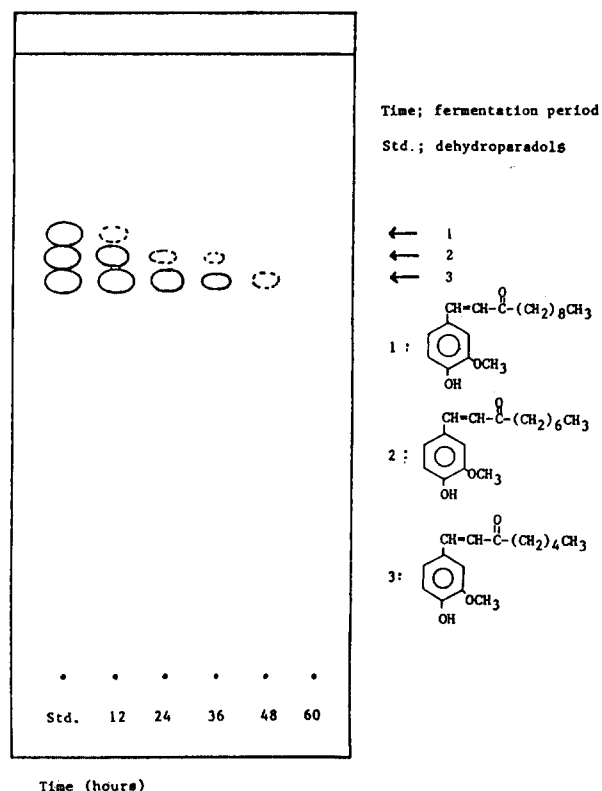 Time; fermentation period
Std.; dehydroparadols
← 1
← 2
← 3
1 :
O
CH=CH-C-(CH2)8CH3
OCH3
OH
2 :
O
CH=CH-C-(CH2)6CH3
OCH3
OH
3:
O
CH=CH-C-(CH2)4CH3
OCH3
OH
Std. 12 24 36 48 60
Time (hours)